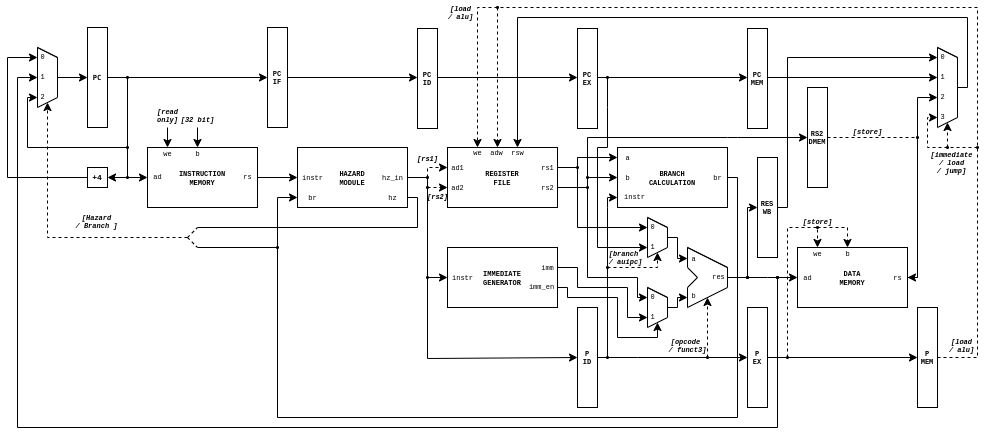 [load
/ alu]
0
1
2
PC
PC
IF
PC
ID
PC
EX
PC
MEM
0
1
2
3
[read
only]
[32 bit]
RS2
DMEM
[store]
we
b
ad
INSTRUCTION
MEMORY
rs
instr
HAZARD
MODULE
hz_in
br
hz
[rs1]
[rs2]
we
adw
rsw
ad1
ad2
REGISTER
FILE
rs1
rs2
a
b
instr
BRANCH
CALCULATION
br
[immediate
/ load
/ jump]
+4
[Hazard
/ Branch ]
RES
WB
0
1
[branch
/ auipc]
[store]
instr
IMMEDIATE
GENERATOR
imm
imm_en
0
1
a
b
res
we
b
ad
DATA
MEMORY
rs
[opcode
/ funct3]
P
ID
P
EX
P
MEM
[load
/ alu]